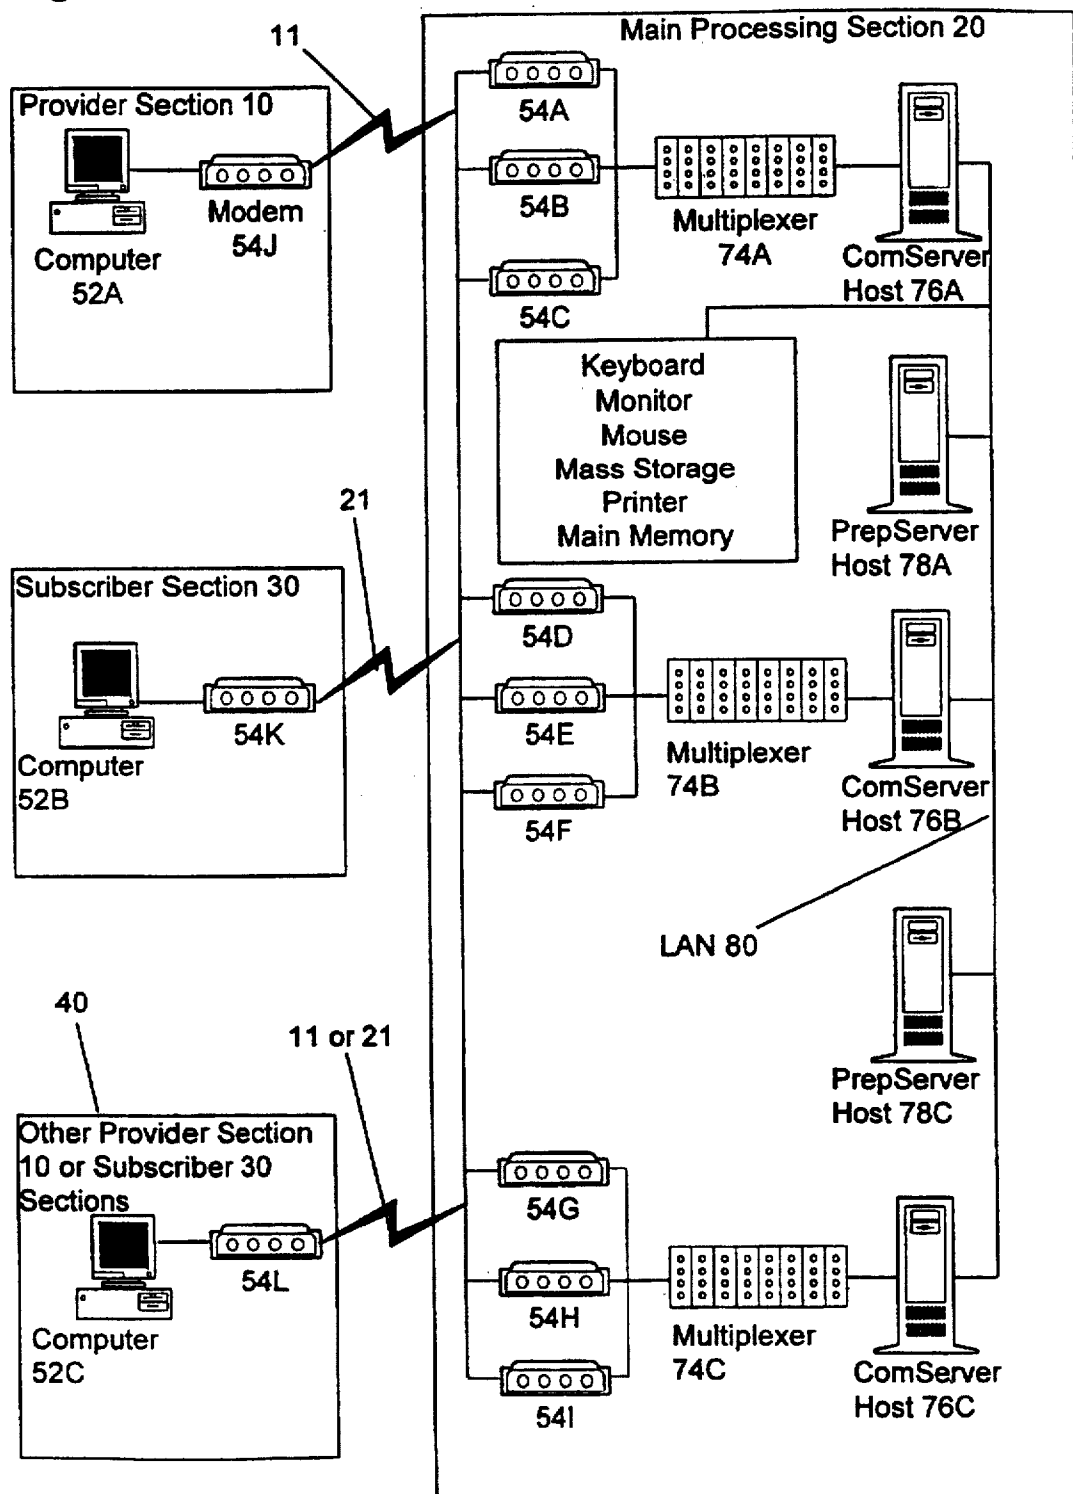 Main Processing Section 20
11
Provider Section 10
Modem
54J
Computer
52A
54A
54B
54C
Multiplexer
74A
ComServer
Host 76A
Keyboard
Monitor
Mouse
Mass Storage
Printer
Main Memory
PrepServer
Host 78A
21
Subscriber Section 30
54K
Computer
52B
54D
54E
54F
Multiplexer
74B
ComServer
Host 76B
LAN 80
PrepServer
Host 78C
40
11 or 21
Other Provider Section
10 or Subscriber 30
Sections
54L
Computer
52C
54G
54H
54I
Multiplexer
74C
ComServer
Host 76C